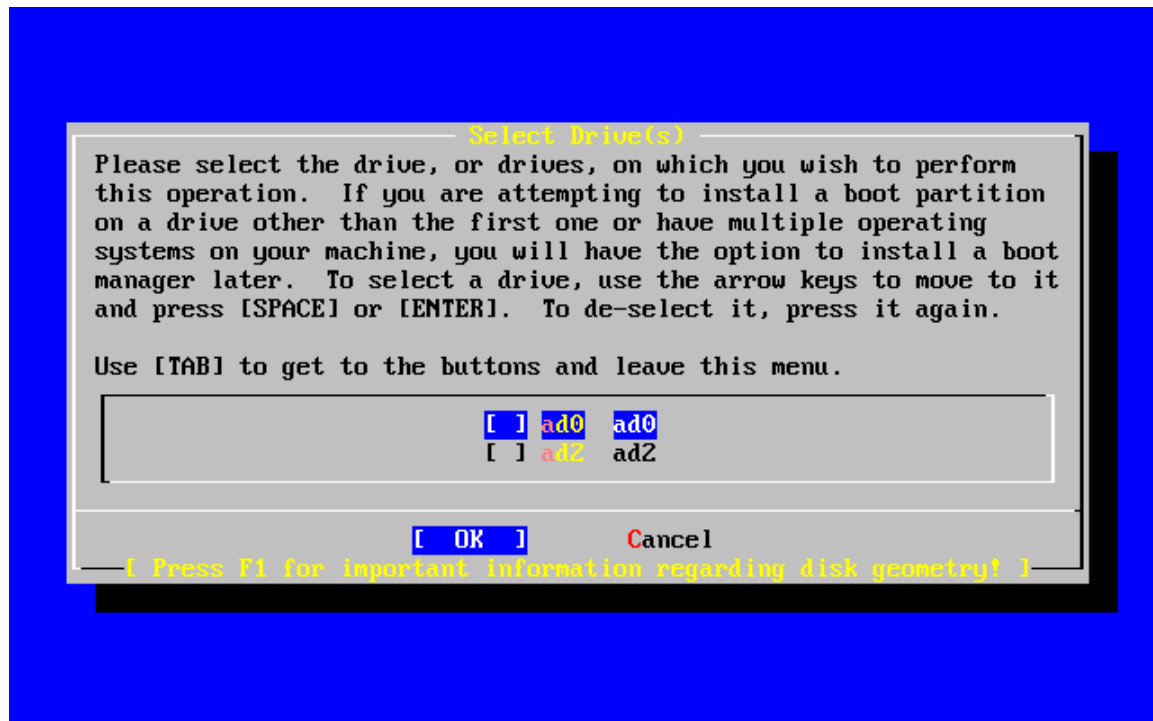 Select Drive(s)
Please select the drive, or drives, on which you wish to perform
this operation.  If you are attempting to install a boot partition
on a drive other than the first one or have multiple operating
systems on your machine, you will have the option to install a boot
manager later.  To select a drive, use the arrow keys to move to it
and press [SPACE] or [ENTER].  To de-select it, press it again.
Use [TAB] to get to the buttons and leave this menu.
[ ] ad0  ad0
[ ] ad2  ad2
[  OK  ]       Cancel
[ Press F1 for important information regarding disk geometry! ]